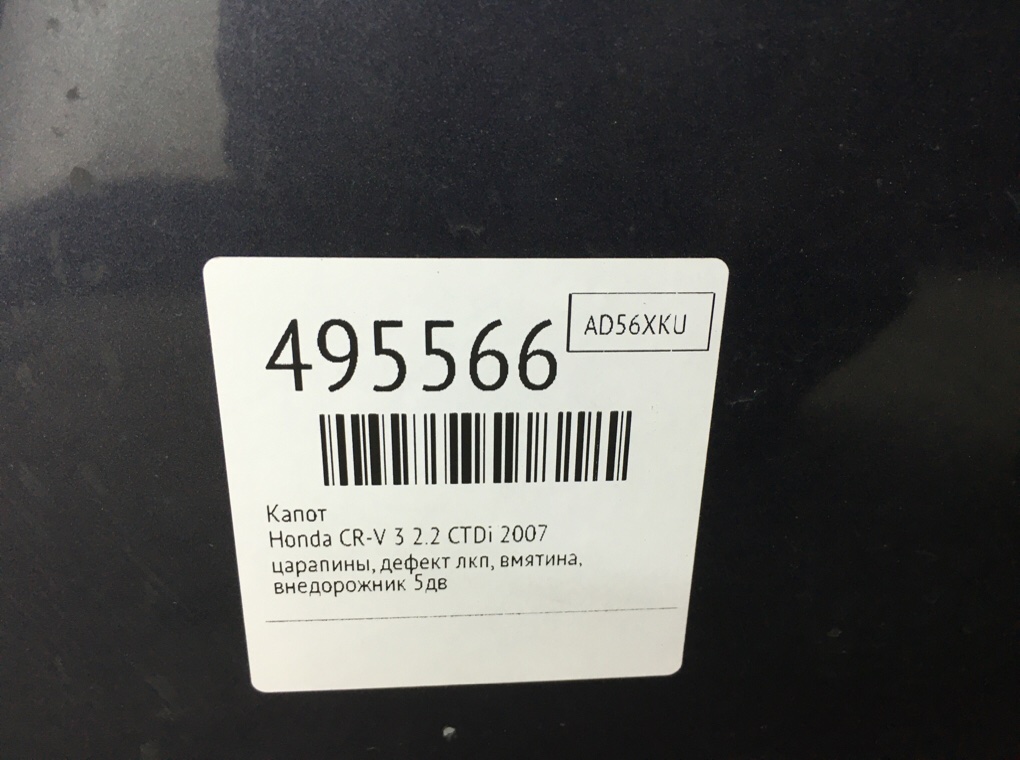 AD56XKU
495566
Капот
Honda CR-V 3 2.2 CTDi 2007
царапины, дефект лкп, вмятина,
внедорожник 5дв